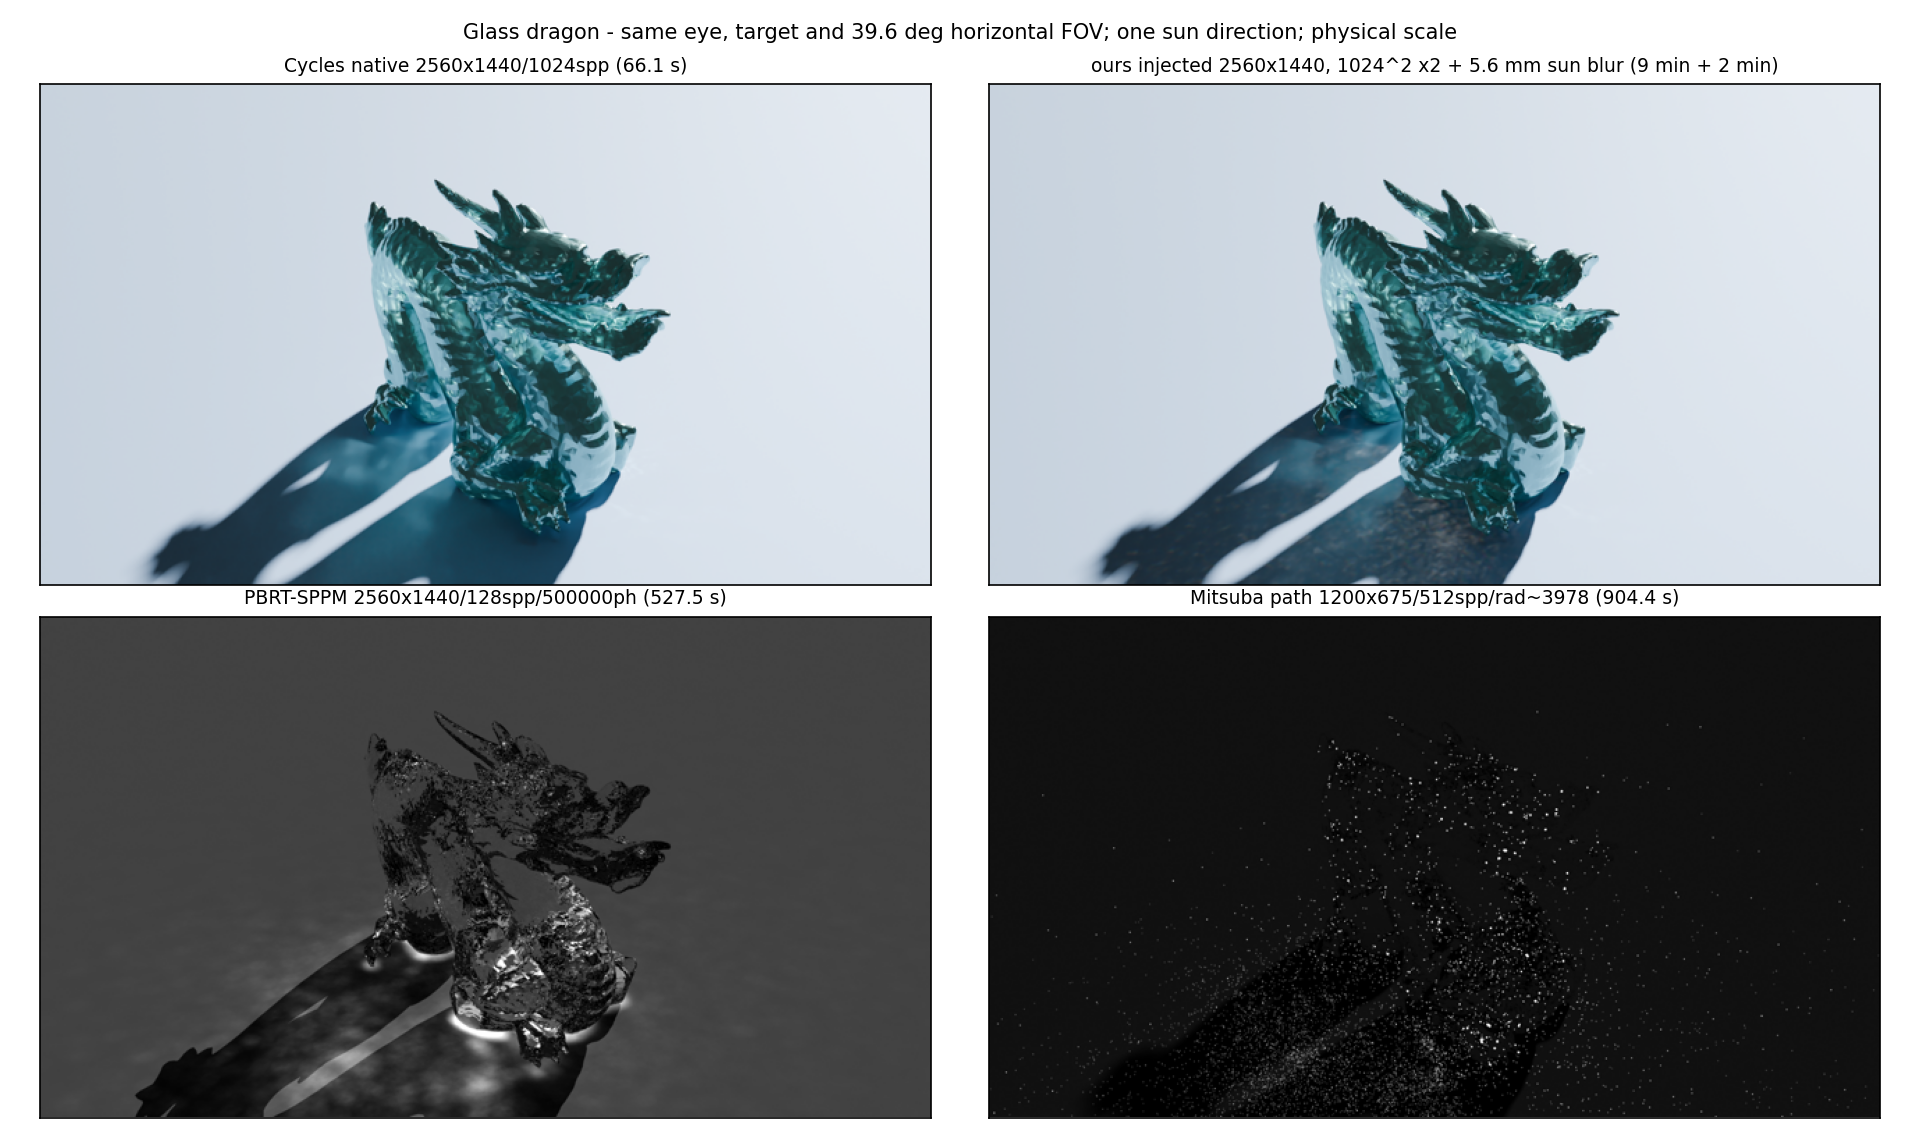 Glass dragon - same eye, target and 39.6 deg horizontal FOV; one sun direction; physical scale
Cycles native 2560x1440/1024spp (66.1 s)
ours injected 2560x1440, 1024^2 x2 + 5.6 mm sun blur (9 min + 2 min)
PBRT-SPPM 2560x1440/128spp/500000ph (527.5 s)
Mitsuba path 1200x675/512spp/rad~3978 (904.4 s)